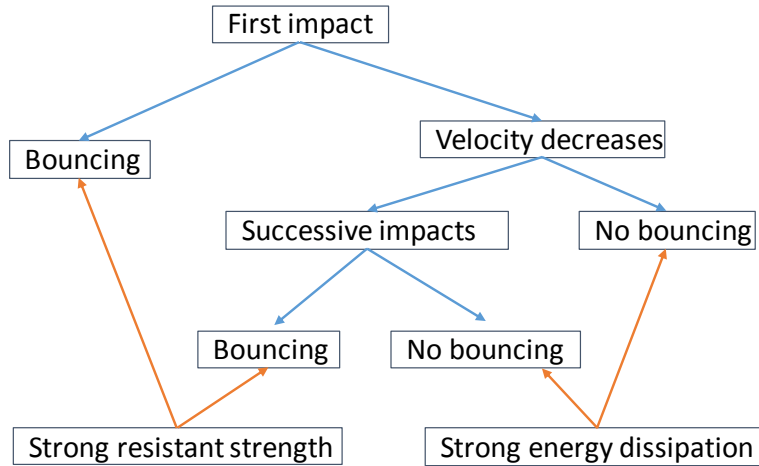 First impact
Velocity decreases
Bouncing
Successive impacts
No bouncing
Bouncing
No bouncing
Strong resistant strength
Strong energy dissipation